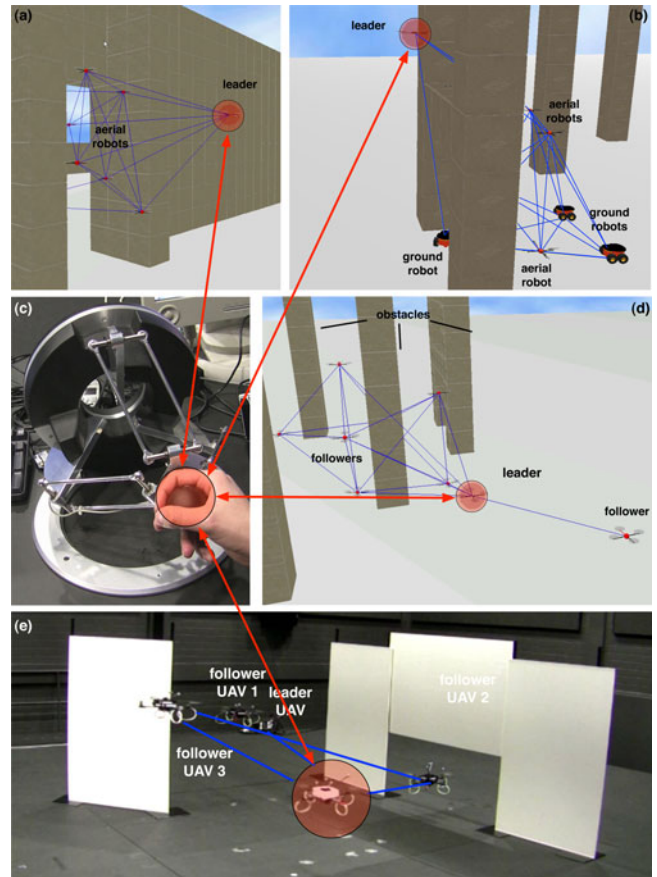 (a)
leader
aerial
robots
(b)
leader
aerial
robots
ground
robots
ground
robot
aerial
robot
(c)
(d)
obstacles
followers
leader
follower
(e)
follower
UAV 1
leader
UAV
follower
UAV 2
follower
UAV 3